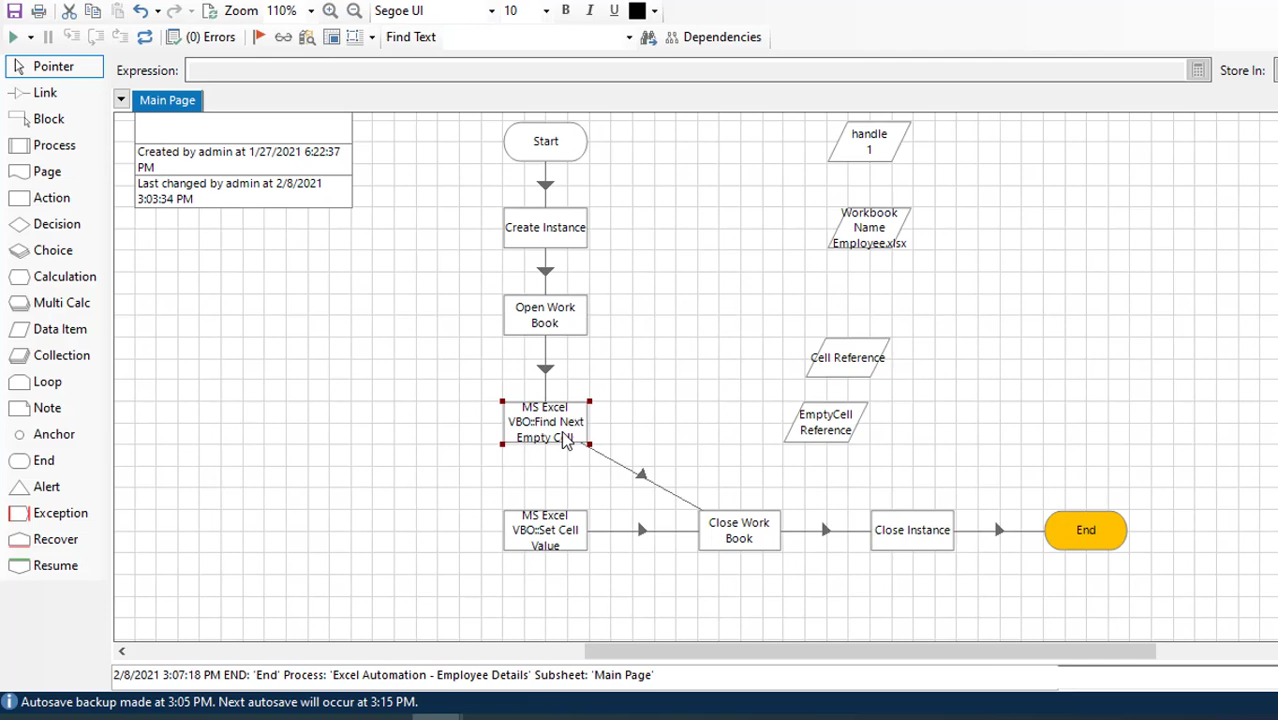 Zoom 110% Segoe UI 10 B I U
(0) Errors Find Text Dependencies
Pointer
Link
Block
Process
Page
Action
Decision
Choice
Calculation
Multi Calc
Data Item
Collection
Loop
Note
Anchor
End
Alert
Exception
Recover
Resume
Expression: Store In:
Main Page
Created by admin at 1/27/2021 6:22:37
PM
Last changed by admin at 2/8/2021
3:03:34 PM
Start
handle
1
Create Instance
Workbook
Name
Employee.xlsx
Open Work
Book
Cell Reference
MS Excel
VBO::Find Next
Empty Cell
EmptyCell
Reference
MS Excel
VBO::Set Cell
Value
Close Work
Book
Close Instance
End
2/8/2021 3:07:18 PM END: 'End' Process: 'Excel Automation - Employee Details' Subsheet: 'Main Page'
Autosave backup made at 3:05 PM. Next autosave will occur at 3:15 PM.